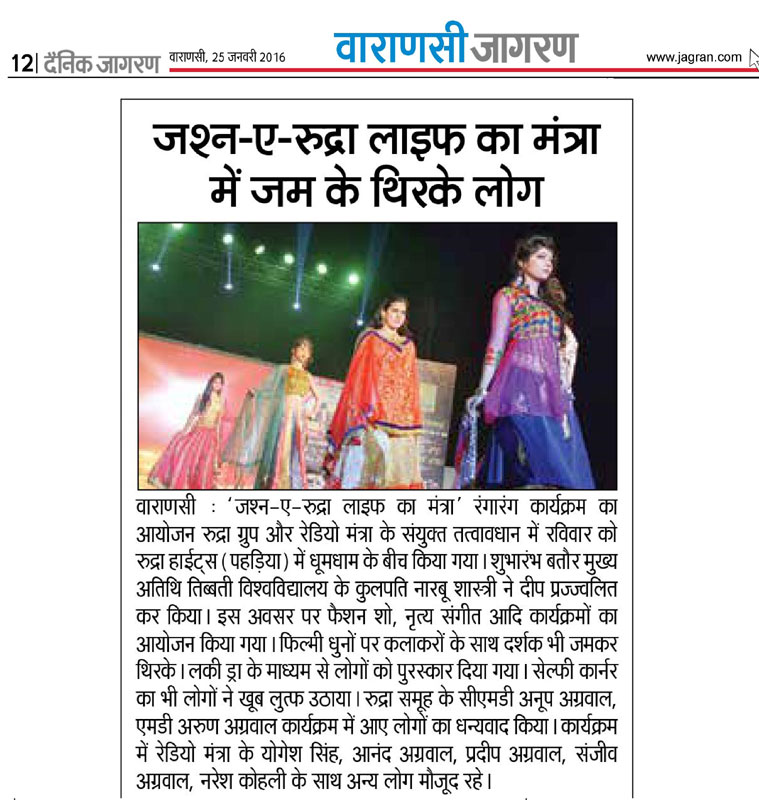 12 दैनिक जागरण वाराणसी, 25 जनवरी 2016 वाराणसी जागरण www.jagran.com
जश्न-ए-रुद्रा लाइफ का मंत्रा
में जम के थिरके लोग
वाराणसी : 'जश्न-ए-रुद्रा लाइफ का मंत्रा' रंगारंग कार्यक्रम का
आयोजन रुद्रा ग्रुप और रेडियो मंत्रा के संयुक्त तत्वावधान में रविवार को
रुद्रा हाईट्स (पहड़िया) में धूमधाम के बीच किया गया। शुभारंभ बतौर मुख्य
अतिथि तिब्बती विश्वविद्यालय के कुलपति नारबू शास्त्री ने दीप प्रज्ज्वलित
कर किया। इस अवसर पर फैशन शो, नृत्य संगीत आदि कार्यक्रमों का
आयोजन किया गया। फिल्मी धुनों पर कलाकरों के साथ दर्शक भी जमकर
थिरके। लकी ड्रा के माध्यम से लोगों को पुरस्कार दिया गया। सेल्फी कार्नर
का भी लोगों ने खूब लुत्फ उठाया। रुद्रा समूह के सीएमडी अनूप अग्रवाल,
एमडी अरुण अग्रवाल कार्यक्रम में आए लोगों का धन्यवाद किया। कार्यक्रम
में रेडियो मंत्रा के योगेश सिंह, आनंद अग्रवाल, प्रदीप अग्रवाल, संजीव
अग्रवाल, नरेश कोहली के साथ अन्य लोग मौजूद रहे।